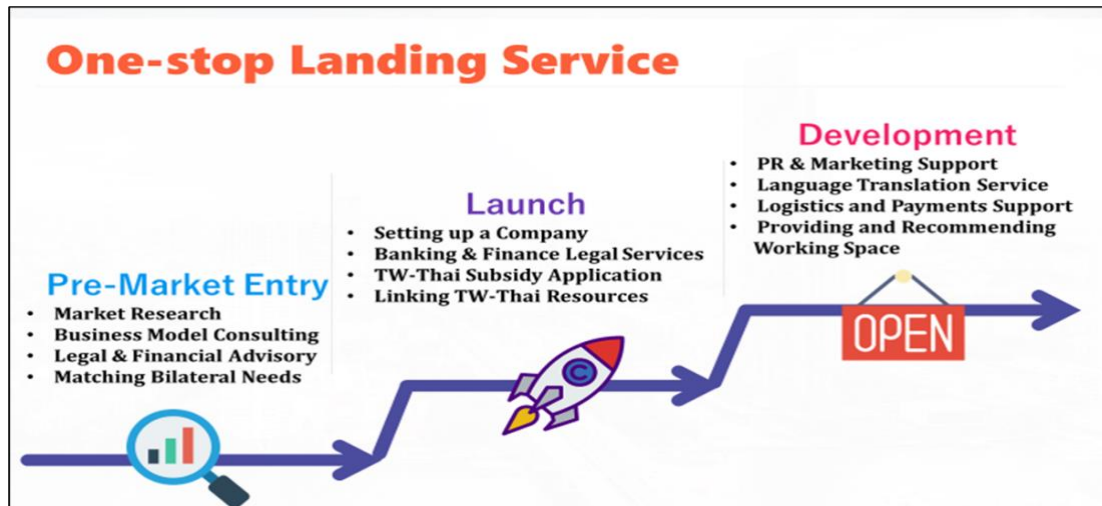 One-stop Landing Service
Pre-Market Entry
• Market Research
• Business Model Consulting
• Legal & Financial Advisory
• Matching Bilateral Needs
Launch
• Setting up a Company
• Banking & Finance Legal Services
• TW-Thai Subsidy Application
• Linking TW-Thai Resources
Development
• PR & Marketing Support
• Language Translation Service
• Logistics and Payments Support
• Providing and Recommending
Working Space
C
OPEN